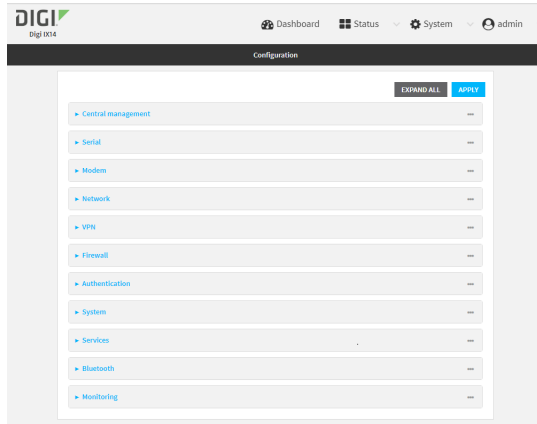 DIGI
Dashboard Status System admin
Digi IX14
Configuration
EXPAND ALL APPLY
Central management
Serial
Modem
Network
VPN
Firewall
Authentication
System
Services
Bluetooth
Monitoring